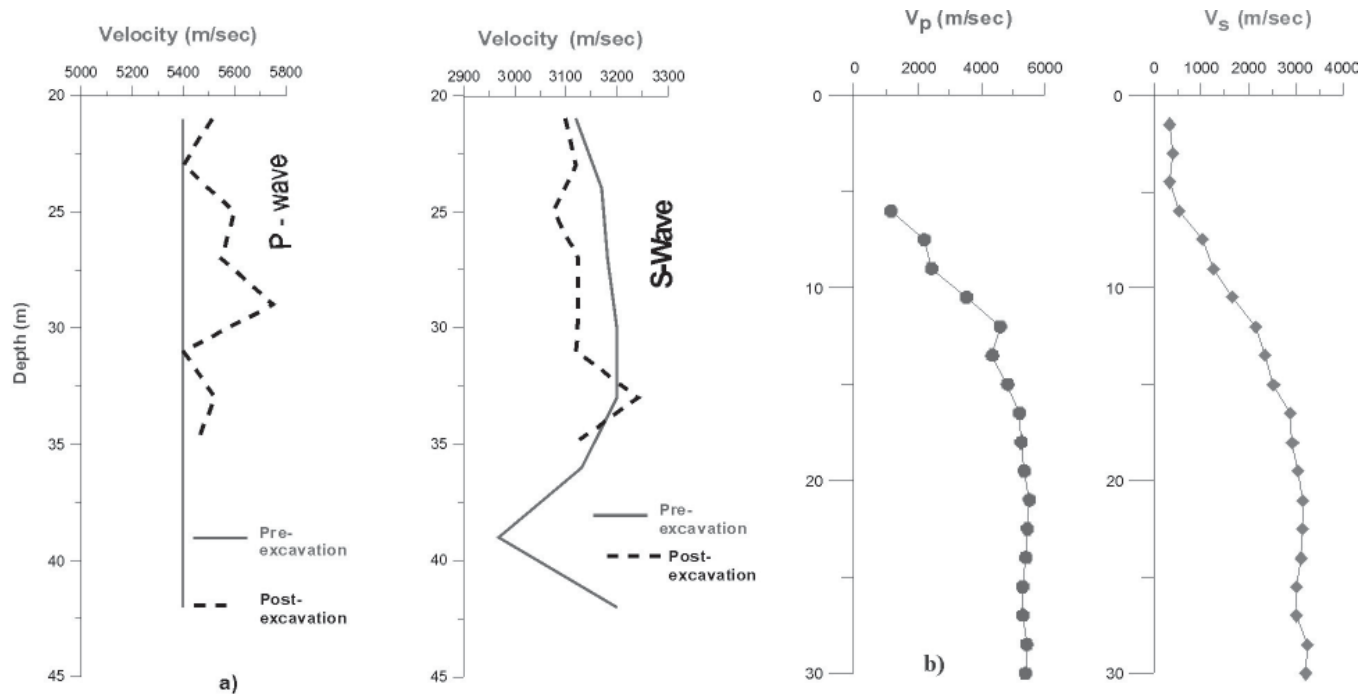 Velocity (m/sec)
5000 5200 5400 5600 5800
20
25
30
35
40
45
Depth (m)
P - wave
Pre-
excavation
Post-
excavation
a)
Velocity (m/sec)
2900 3000 3100 3200 3300
20
25
30
35
40
45
S-Wave
Pre-
excavation
Post-
excavation
Vp (m/sec)
0 2000 4000 6000
0
10
20
30
b)
Vs (m/sec)
0 1000 2000 3000 4000
0
10
20
30